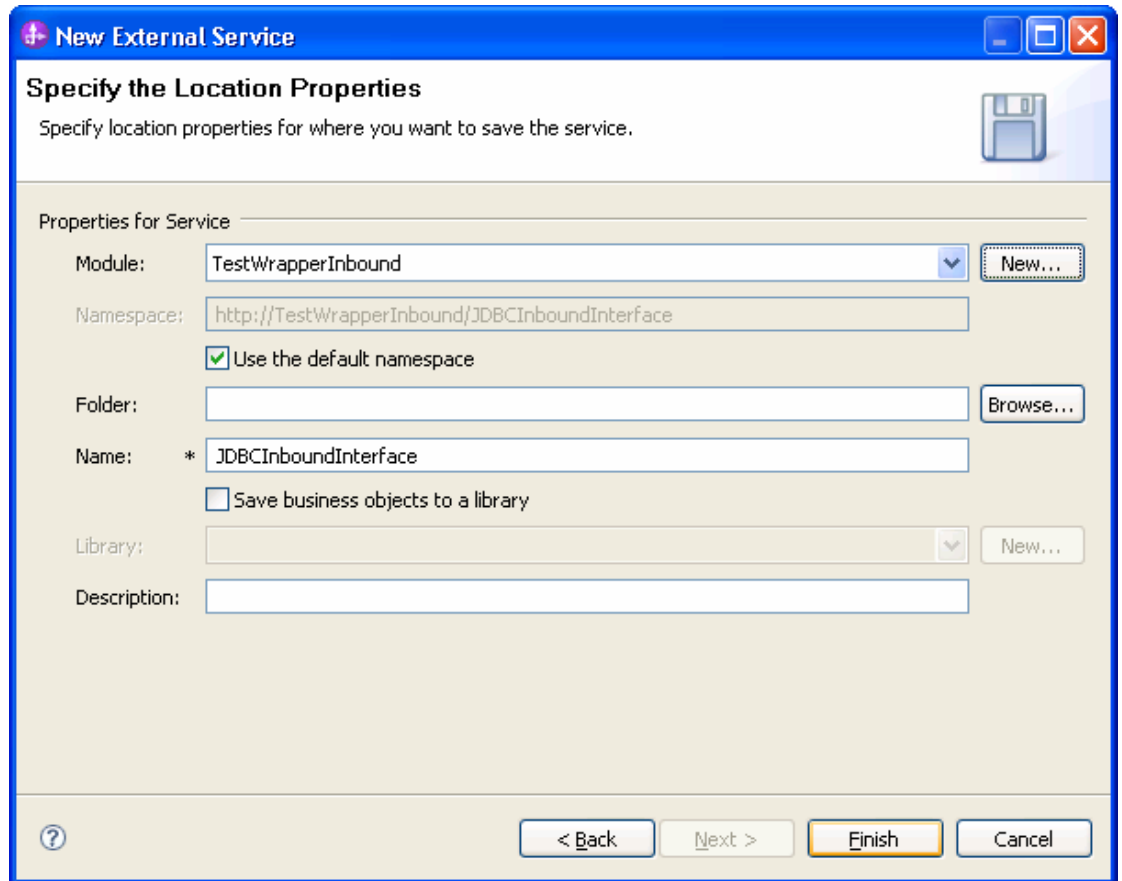 New External Service
Specify the Location Properties
Specify location properties for where you want to save the service.
Properties for Service
Module: TestWrapperInbound New...
Namespace: http://TestWrapperInbound/JDBCInboundInterface
Use the default namespace
Folder: Browse...
Name: * JDBCInboundInterface
Save business objects to a library
Library: New...
Description:
? < Back Next > Finish Cancel